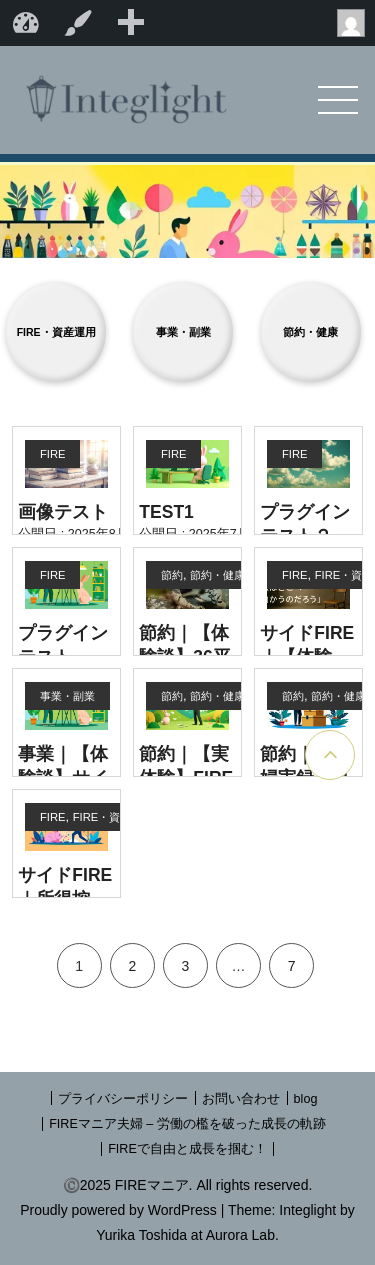 Integlight
FIRE・資産運用
事業・副業
節約・健康
FIRE
画像テスト
公開日 : 2025年8
FIRE
TEST1
公開日 : 2025年7
FIRE
プラグイン
テスト２
FIRE
プラグイン
テスト
節約, 節約・健康
節約｜【体
験談】36平
FIRE, FIRE・資
向かうのだろう」
サイドFIRE
｜【体験
事業・副業
事業｜【体
験談】サイ
節約, 節約・健康
節約｜【実
体験】FIRE
節約, 節約・健康
節約｜
婦実録
FIRE, FIRE・資
サイドFIRE
｜所得控
1
2
3
…
7
プライバシーポリシー
お問い合わせ
blog
FIREマニア夫婦 – 労働の檻を破った成長の軌跡
FIREで自由と成長を掴む！
©2025 FIREマニア. All rights reserved.
Proudly powered by WordPress | Theme: Integlight by
Yurika Toshida at Aurora Lab.